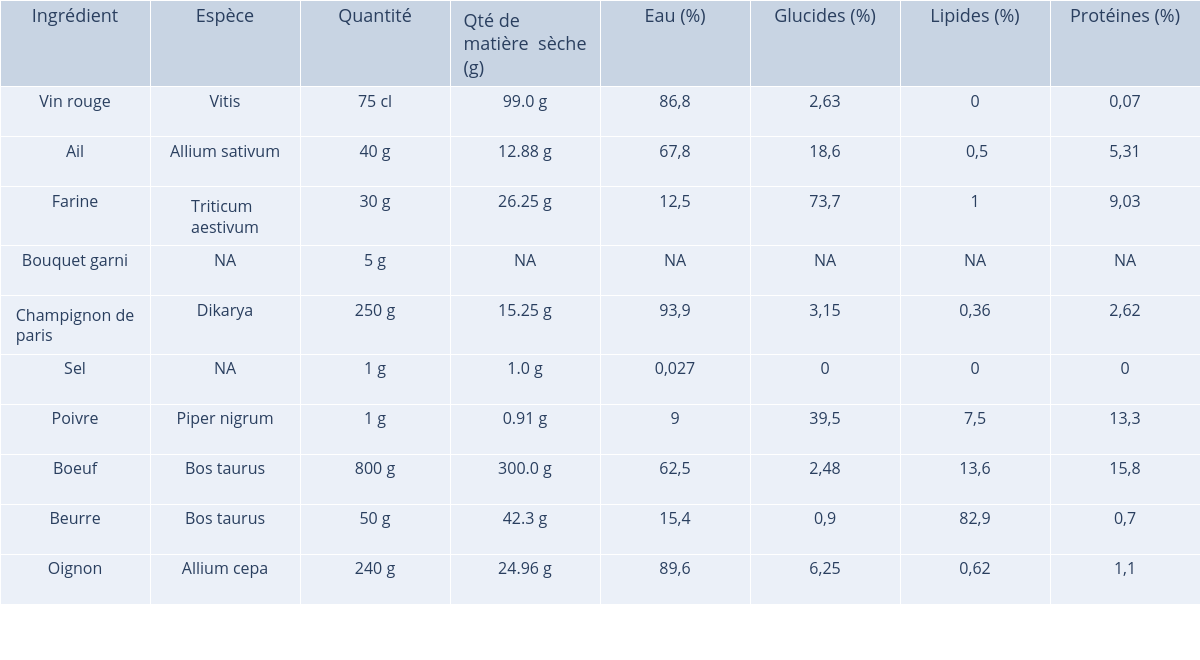 Ingrédient Espèce Quantité Qté de matière sèche (g) Eau (%) Glucides (%) Lipides (%) Protéines (%)
Vin rouge Vitis 75 cl 99.0 g 86,8 2,63 0 0,07
Ail Allium sativum 40 g 12.88 g 67,8 18,6 0,5 5,31
Farine Triticum aestivum 30 g 26.25 g 12,5 73,7 1 9,03
Bouquet garni NA 5 g NA NA NA NA NA
Champignon de paris Dikarya 250 g 15.25 g 93,9 3,15 0,36 2,62
Sel NA 1 g 1.0 g 0,027 0 0 0
Poivre Piper nigrum 1 g 0.91 g 9 39,5 7,5 13,3
Boeuf Bos taurus 800 g 300.0 g 62,5 2,48 13,6 15,8
Beurre Bos taurus 50 g 42.3 g 15,4 0,9 82,9 0,7
Oignon Allium cepa 240 g 24.96 g 89,6 6,25 0,62 1,1